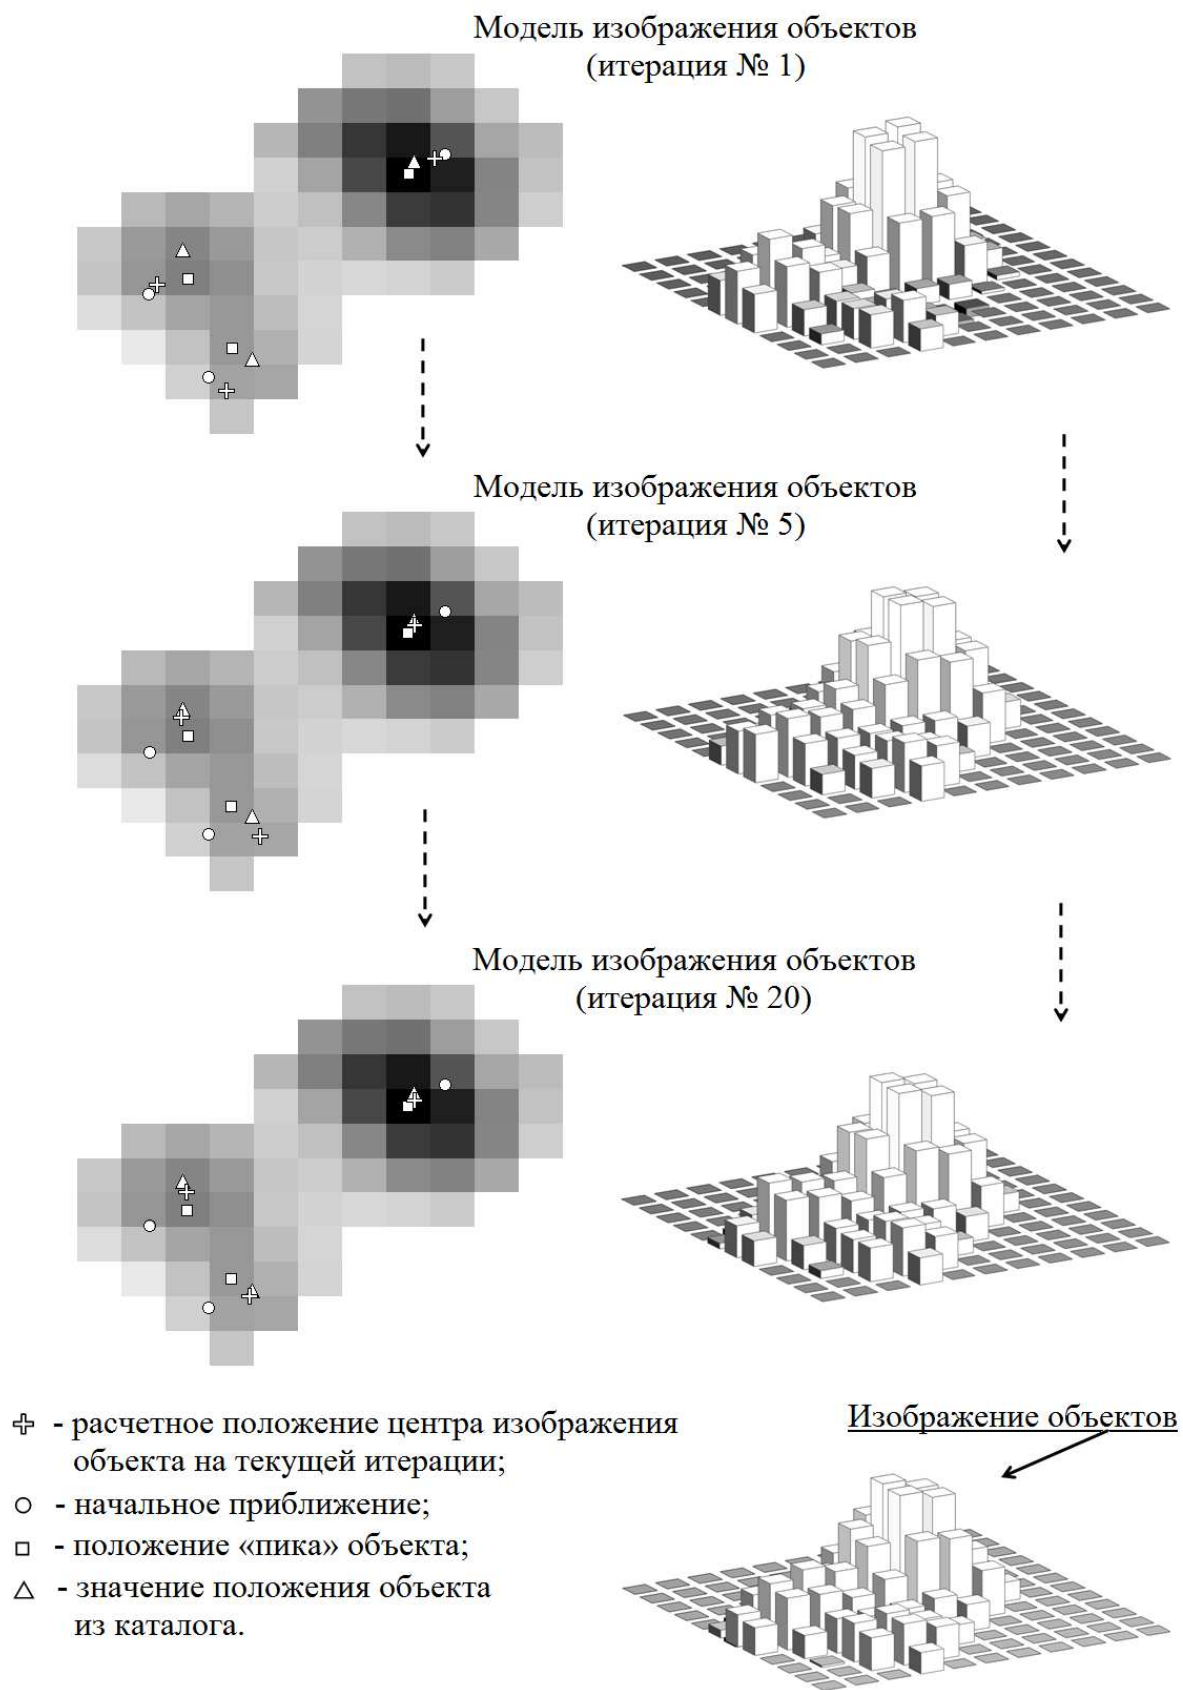 Модель изображения объектов
(итерация № 1)
Модель изображения объектов
(итерация № 5)
Модель изображения объектов
(итерация № 20)
- расчетное положение центра изображения
объекта на текущей итерации;
- начальное приближение;
- положение «пика» объекта;
- значение положения объекта
из каталога.
Изображение объектов